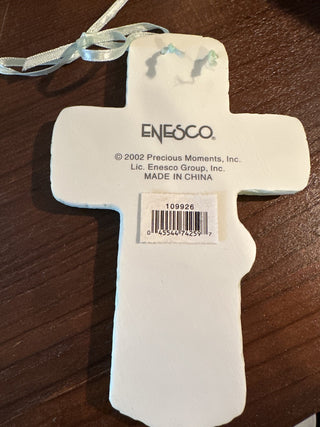 ENESCO®
© 2002 Precious Moments, Inc.
Lic. Enesco Group, Inc.
MADE IN CHINA
109926
0 45544 74259 7